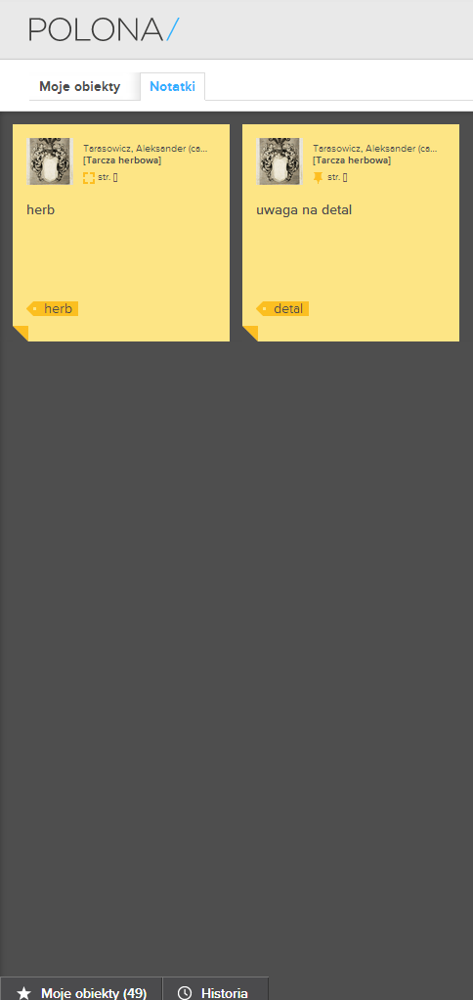 POLONA/
Moje obiekty
Notatki
Tarasowicz, Aleksander (ca...
[Tarcza herbowa]
str. []
herb
herb
Tarasowicz, Aleksander (ca...
[Tarcza herbowa]
str. []
uwaga na detal
detal
Moje obiekty (49)
Historia